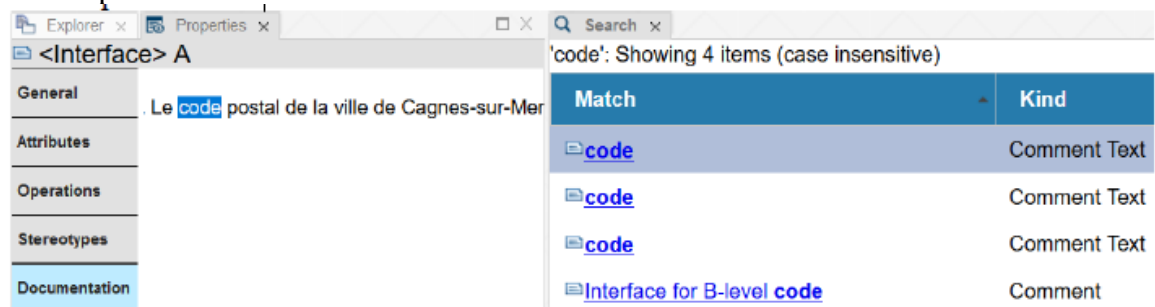 Explorer × Properties ×
<Interface> A
General
Attributes
Operations
Stereotypes
Documentation
. Le code postal de la ville de Cagnes-sur-Mer
Search ×
'code': Showing 4 items (case insensitive)
Match Kind
code Comment Text
code Comment Text
code Comment Text
Interface for B-level code Comment